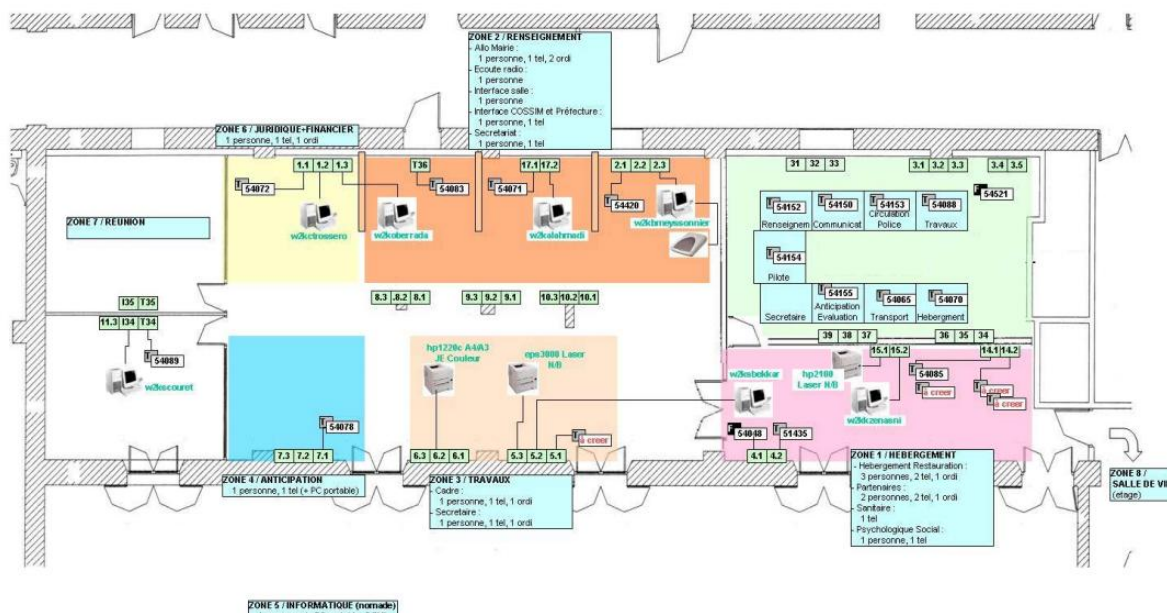 ZONE 2 / RENSEIGNEMENT
- Allo Mairie :
1 personne, 1 tel, 2 ordi
- Ecoute radio :
1 personne
- Interface salle :
1 personne
- Interface COSSIM et Préfecture :
1 personne, 1 tel
- Secretariat :
1 personne, 1 tel
ZONE 6 / JURIDIQUE+FINANCIER
1 personne, 1 tel, 1 ordi
1.1 1.2 1.3
T36
17.1 17.2
2.1 2.2 2.3
31 32 33
3.1 3.2 3.3
3.4 3.5
T 54072
T 54083
T 54071
T 54420
F 54521
w2kctrossero
w2koberrada
w2kalahmadi
w2kbmeyssonnier
T 54152
Renseignem
T 54150
Communicat
T 54153
Circulation
Police
T 54088
Travaux
T 54154
Pilote
Secretaire
T 54155
Anticipation
Evaluation
T 54065
Transport
T 54070
Hebergment
ZONE 7 / REUNION
I35 T35
11.3 I34 T34
T 54089
w2kscouret
8.3 8.2 8.1
9.3 9.2 9.1
10.3 10.2 10.1
39 38 37
36 35 34
hp1220c A4/A3
JE Couleur
eps3000 Laser
N/B
w2ksbekkar
hp2100
Laser N/B
15.1 15.2
14.1 14.2
T 54085
T à creer
T à creer
T à creer
w2kkzenasni
T 54078
T à creer
F 54048
T 51435
7.3 7.2 7.1
6.3 6.2 6.1
5.3 5.2 5.1
4.1 4.2
ZONE 4 / ANTICIPATION
1 personne, 1 tel (+ PC portable)
ZONE 3 / TRAVAUX
- Cadre :
1 personne, 1 tel, 1 ordi
- Secretaire :
1 personne, 1 tel, 1 ordi
ZONE 1 / HEBERGEMENT
- Hebergement Restauration :
3 personnes, 2 tel, 1 ordi
- Partenaires :
2 personnes, 2 tel, 1 ordi
- Sanitaire :
1 tel
- Psychologique Social :
1 personne, 1 tel
ZONE 8 /
SALLE DE VI
(etage)
ZONE 5 / INFORMATIQUE (nomade)